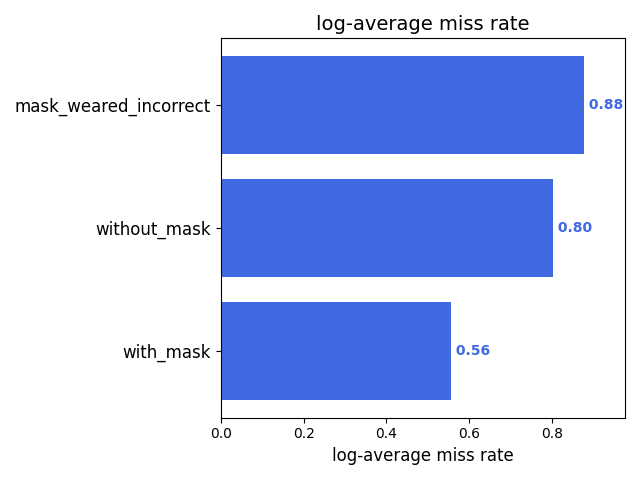 log-average miss rate
mask_weared_incorrect
0.88
without_mask
0.80
with_mask
0.56
0.0 0.2 0.4 0.6 0.8
log-average miss rate